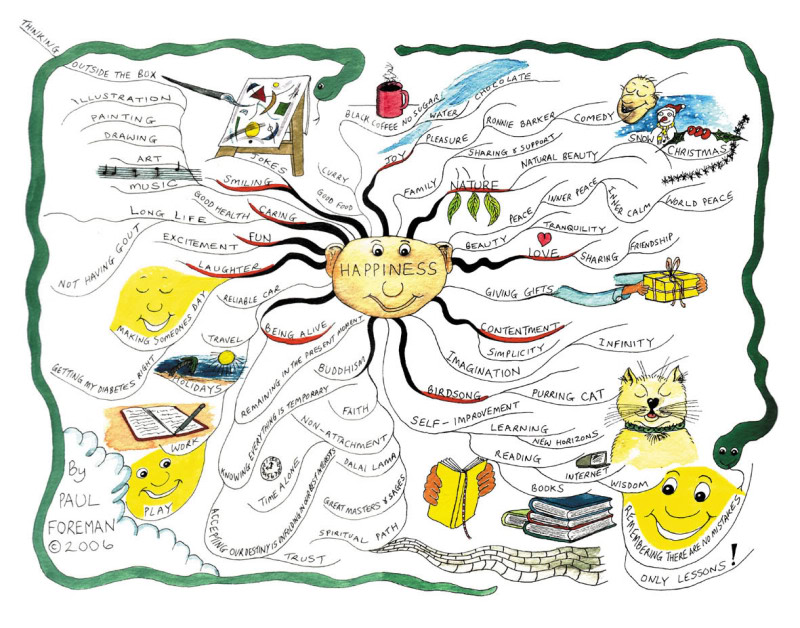 THINKING
OUTSIDE THE BOX
ILLUSTRATION
PAINTING
DRAWING
ART
MUSIC
JOKES
SMILING
CURRY
GOOD FOOD
GOOD HEALTH
CARING
LONG LIFE
NOT HAVING GOUT
EXCITEMENT
FUN
LAUGHTER
MAKING SOMEONES DAY
RELIABLE CAR
GETTING MY DIABETES RIGHT
TRAVEL
HOLIDAYS
WORK
PLAY
By
PAUL
FOREMAN
© 2006
HAPPINESS
BLACK COFFEE NO SUGAR
WATER
CHOCOLATE
JOY
PLEASURE
RONNIE BARKER
COMEDY
SNOW
CHRISTMAS
SHARING & SUPPORT
FAMILY
NATURE
NATURAL BEAUTY
BEAUTY
PEACE
INNER PEACE
INNER CALM
WORLD PEACE
TRANQUILITY
LOVE
SHARING
FRIENDSHIP
GIVING GIFTS
CONTENTMENT
SIMPLICITY
INFINITY
IMAGINATION
BIRDSONG
PURRING CAT
SELF-IMPROVEMENT
LEARNING
NEW HORIZONS
READING
INTERNET
BOOKS
WISDOM
REMEMBERING THERE ARE NO MISTAKES
ONLY LESSONS!
BEING ALIVE
REMAINING IN THE PRESENT MOMENT
BUDDHISM
KNOWING EVERYTHING IS TEMPORARY
FAITH
NON-ATTACHMENT
DALAI LAMA
TIME ALONE
GREAT MASTERS & SAGES
ACCEPTING OUR DESTINY IS UNFOLDING IN OUR BEST INTERESTS
SPIRITUAL PATH
TRUST